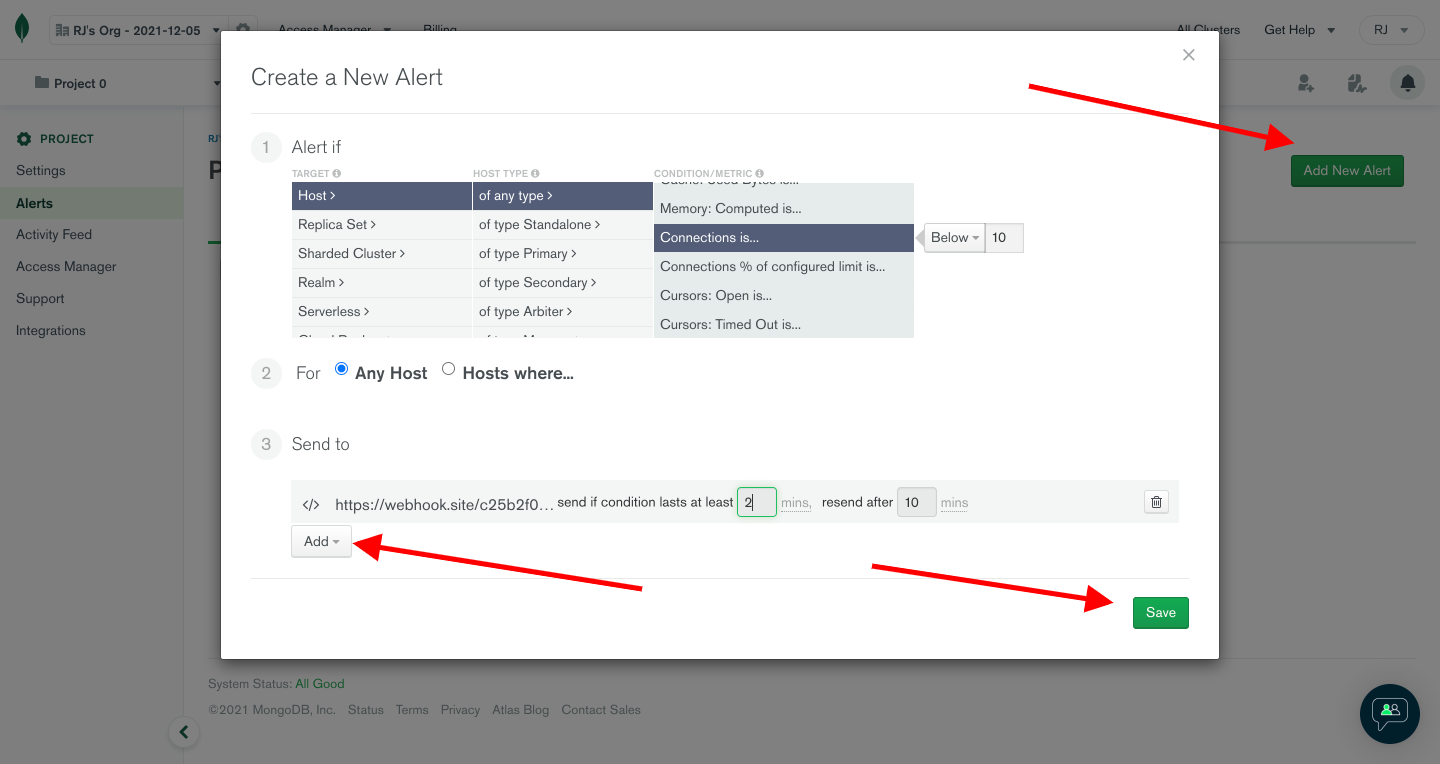 RJ's Org - 2021-12-05
Access Manager
Billing
All Clusters
Get Help
RJ
Project 0
PROJECT
Settings
Alerts
Activity Feed
Access Manager
Support
Integrations
Add New Alert
Create a New Alert
1 Alert if
TARGET HOST TYPE CONDITION/METRIC
Host > of any type >
Replica Set > of type Standalone > Memory: Computed is...
Sharded Cluster > of type Primary > Connections is... Below 10
Realm > of type Secondary > Connections % of configured limit is...
Serverless > of type Arbiter > Cursors: Open is...
Cursors: Timed Out is...
2 For Any Host Hosts where...
3 Send to
</> https://webhook.site/c25b2f0... send if condition lasts at least 2 mins, resend after 10 mins
Add
Save
System Status: All Good
©2021 MongoDB, Inc. Status Terms Privacy Atlas Blog Contact Sales